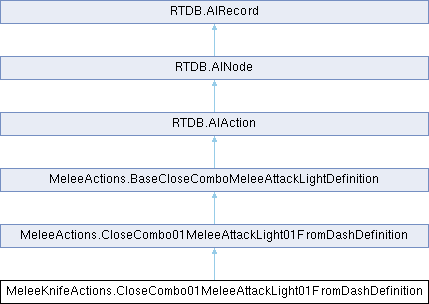 RTDB.AIRecord
RTDB.AINode
RTDB.AIAction
MeleeActions.BaseCloseComboMeleeAttackLightDefinition
MeleeActions.CloseCombo01MeleeAttackLight01FromDashDefinition
MeleeKnifeActions.CloseCombo01MeleeAttackLight01FromDashDefinition